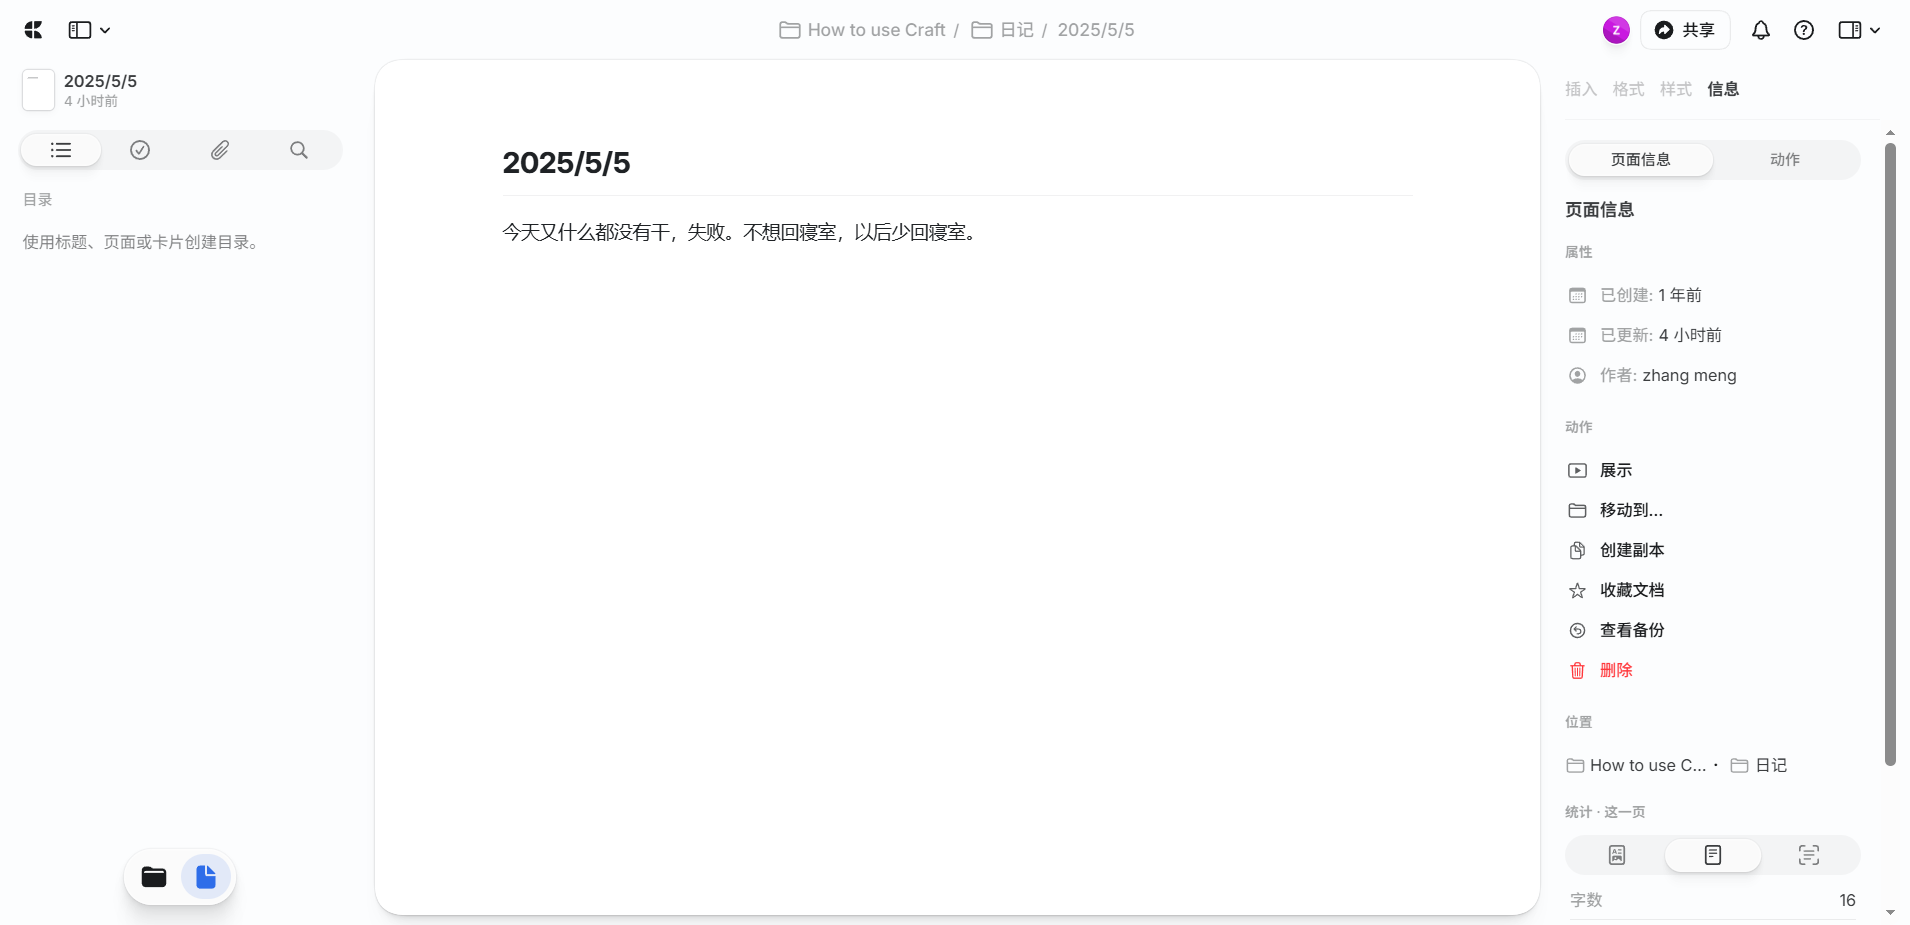 How to use Craft / 日记 / 2025/5/5
Z
共享
2025/5/5
4 小时前
目录
使用标题、页面或卡片创建目录。
2025/5/5
今天又什么都没有干，失败。不想回寝室，以后少回寝室。
插入 格式 样式 信息
页面信息 动作
页面信息
属性
已创建: 1 年前
已更新: 4 小时前
作者: zhang meng
动作
展示
移动到...
创建副本
收藏文档
查看备份
删除
位置
How to use C... · 日记
统计 · 这一页
字数 16